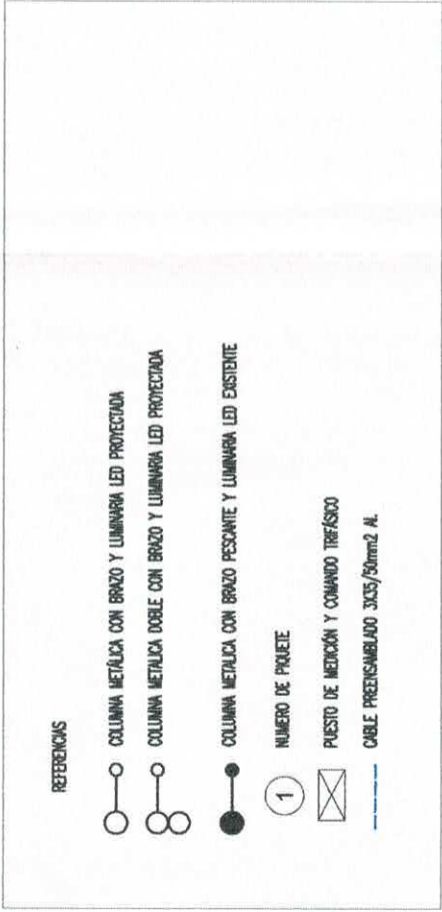 REFERENCIAS
COLUMNA METÁLICA CON BRAZO Y LUMINARIA LED PROYECTADA
COLUMNA METALICA DOBLE CON BRAZO Y LUMINARIA LED PROYECTADA
COLUMNA METALICA CON BRAZO PESCANTE Y LUMINARIA LED EXISTENTE
1 NUMERO DE PIQUETE
PUESTO DE MEDICIÓN Y COMANDO TRIFÁSICO
CABLE PREENSAMBLADO 3X35/50mm2 AL.